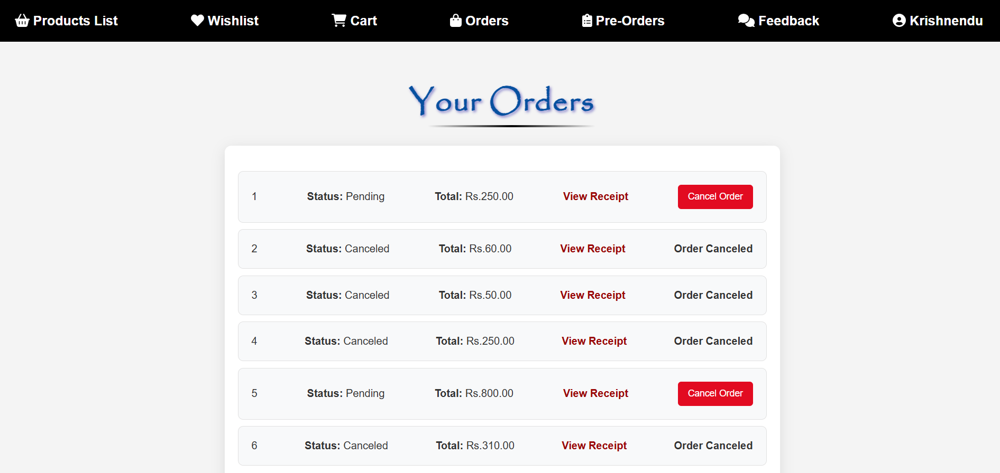 Products List Wishlist Cart Orders Pre-Orders Feedback Krishnendu
Your Orders
1 Status: Pending Total: Rs.250.00 View Receipt Cancel Order
2 Status: Canceled Total: Rs.60.00 View Receipt Order Canceled
3 Status: Canceled Total: Rs.50.00 View Receipt Order Canceled
4 Status: Canceled Total: Rs.250.00 View Receipt Order Canceled
5 Status: Pending Total: Rs.800.00 View Receipt Cancel Order
6 Status: Canceled Total: Rs.310.00 View Receipt Order Canceled